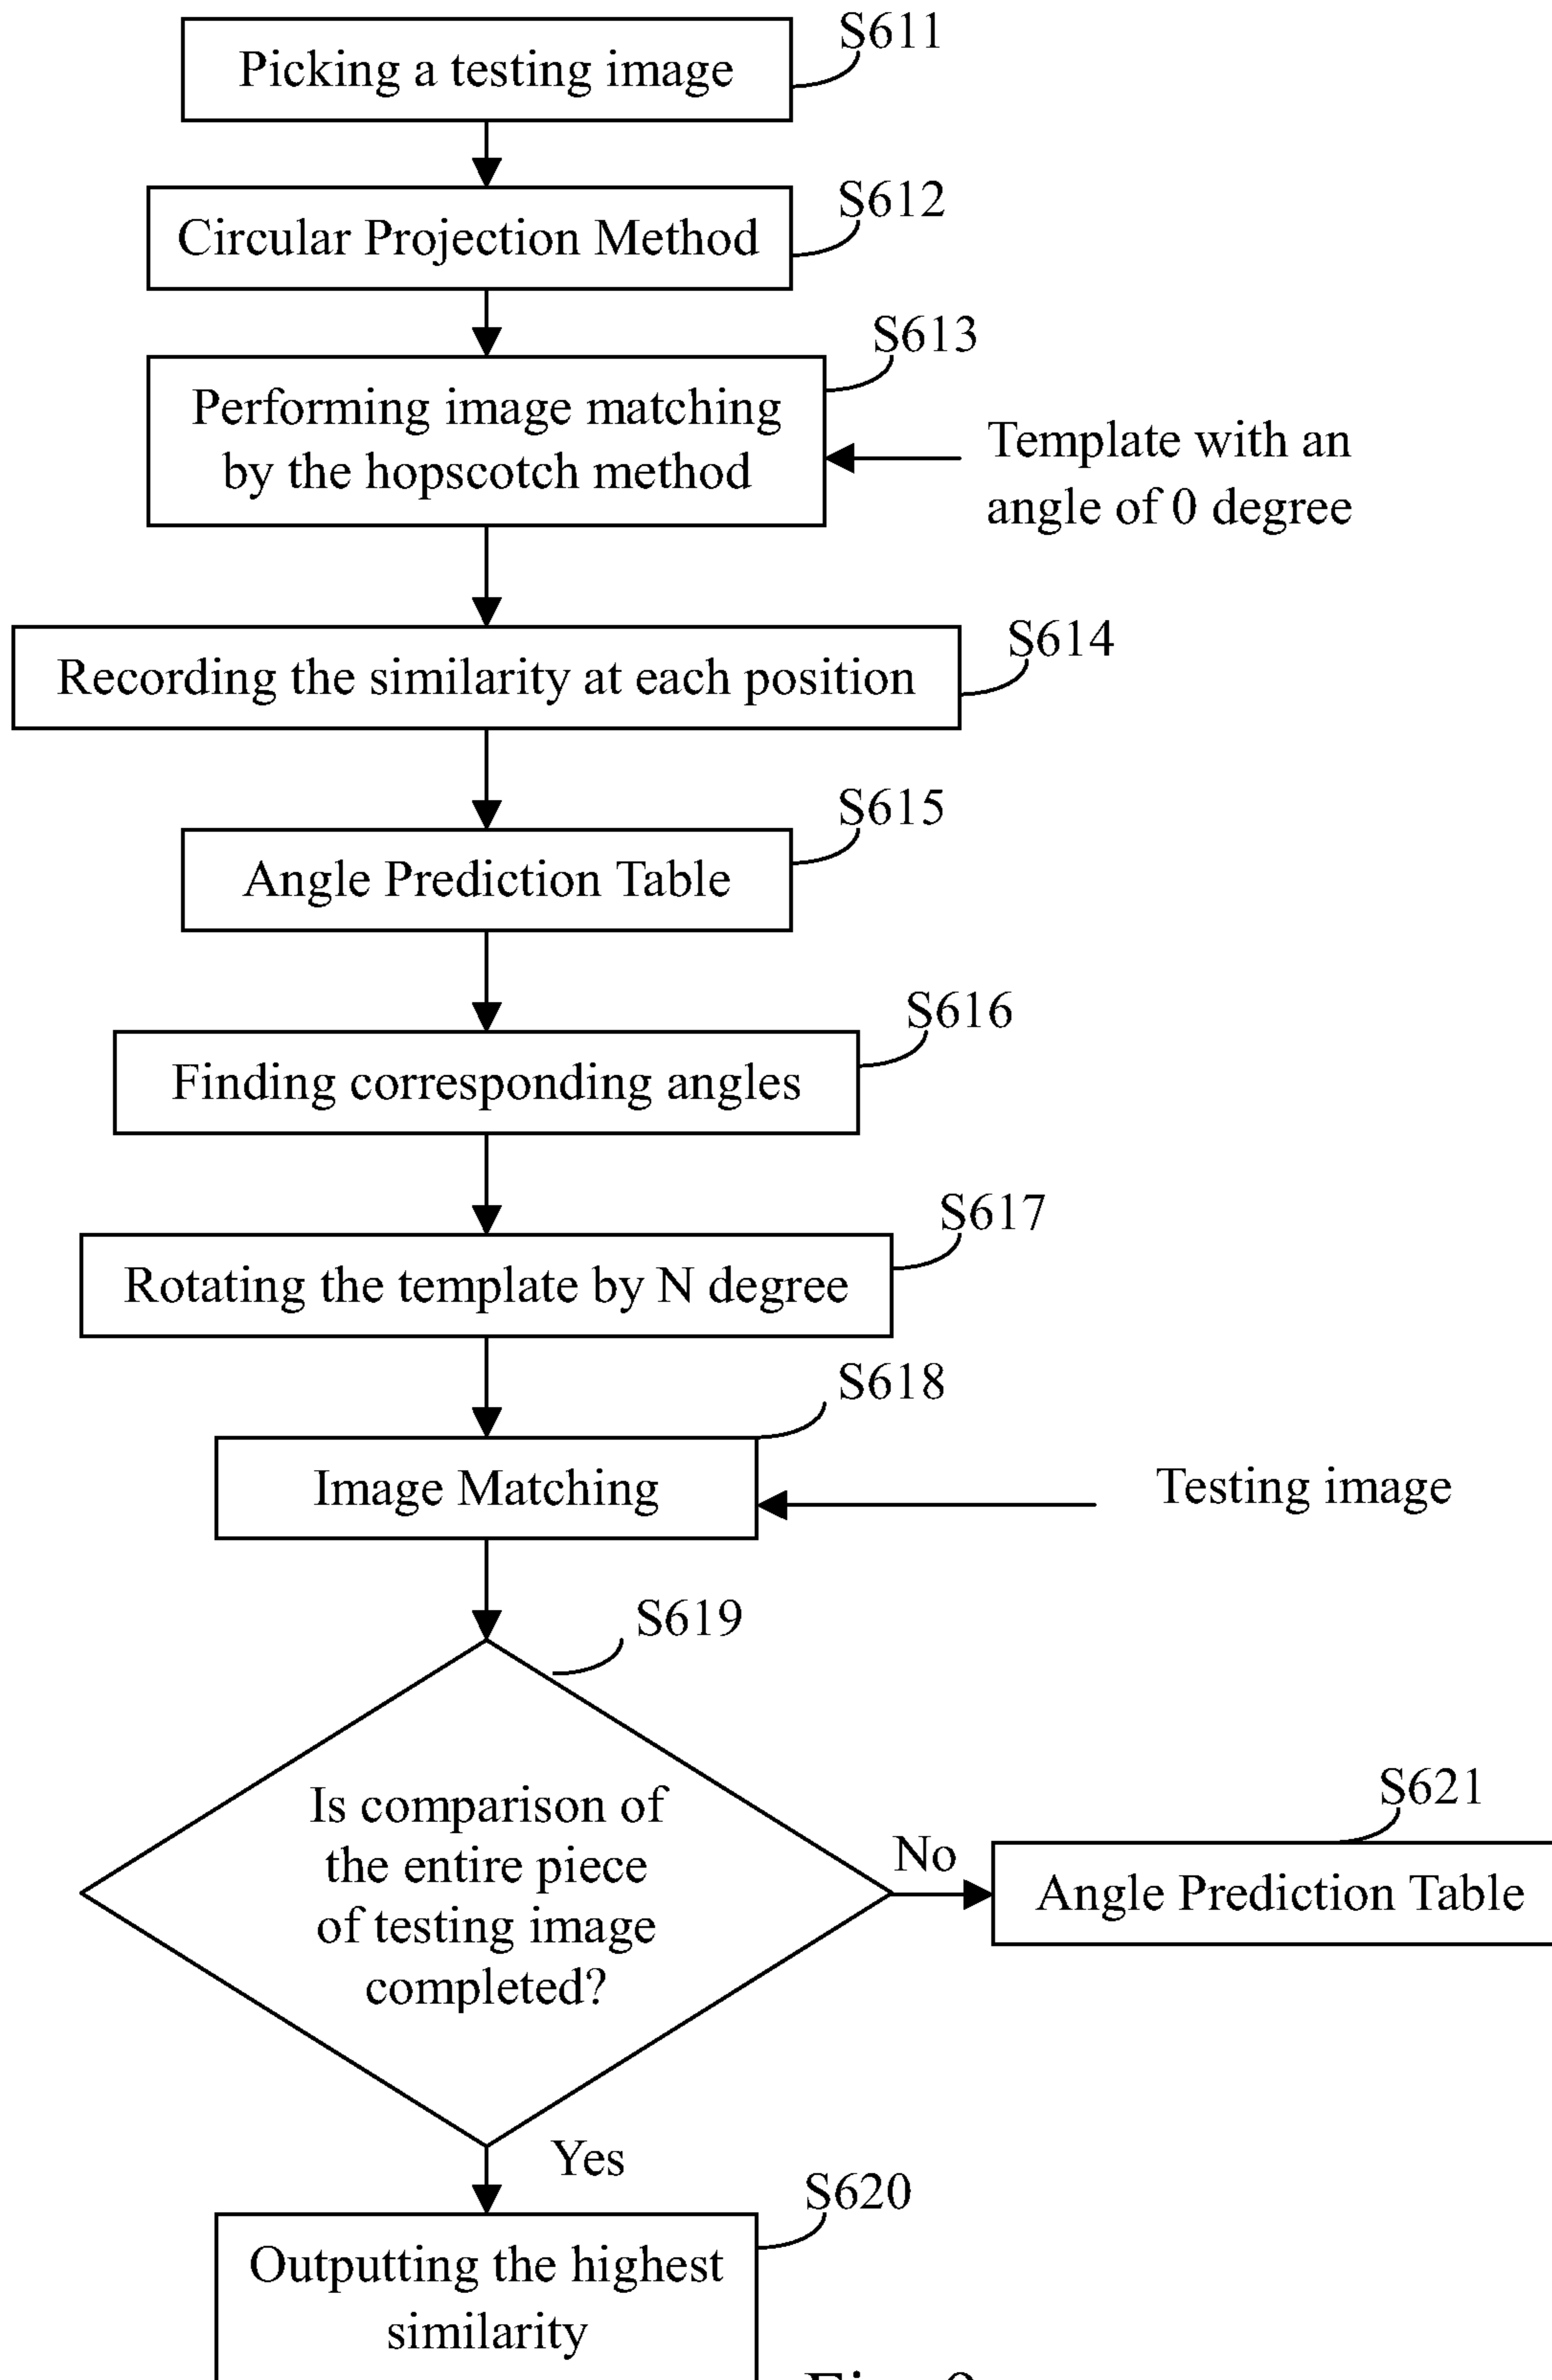 S611
Picking a testing image
S612
Circular Projection Method
S613
Performing image matching
by the hopscotch method
Template with an
angle of 0 degree
S614
Recording the similarity at each position
S615
Angle Prediction Table
S616
Finding corresponding angles
S617
Rotating the template by N degree
S618
Image Matching
Testing image
S619
Is comparison of
the entire piece
of testing image
completed?
No
S621
Angle Prediction Table
Yes
S620
Outputting the highest
similarity